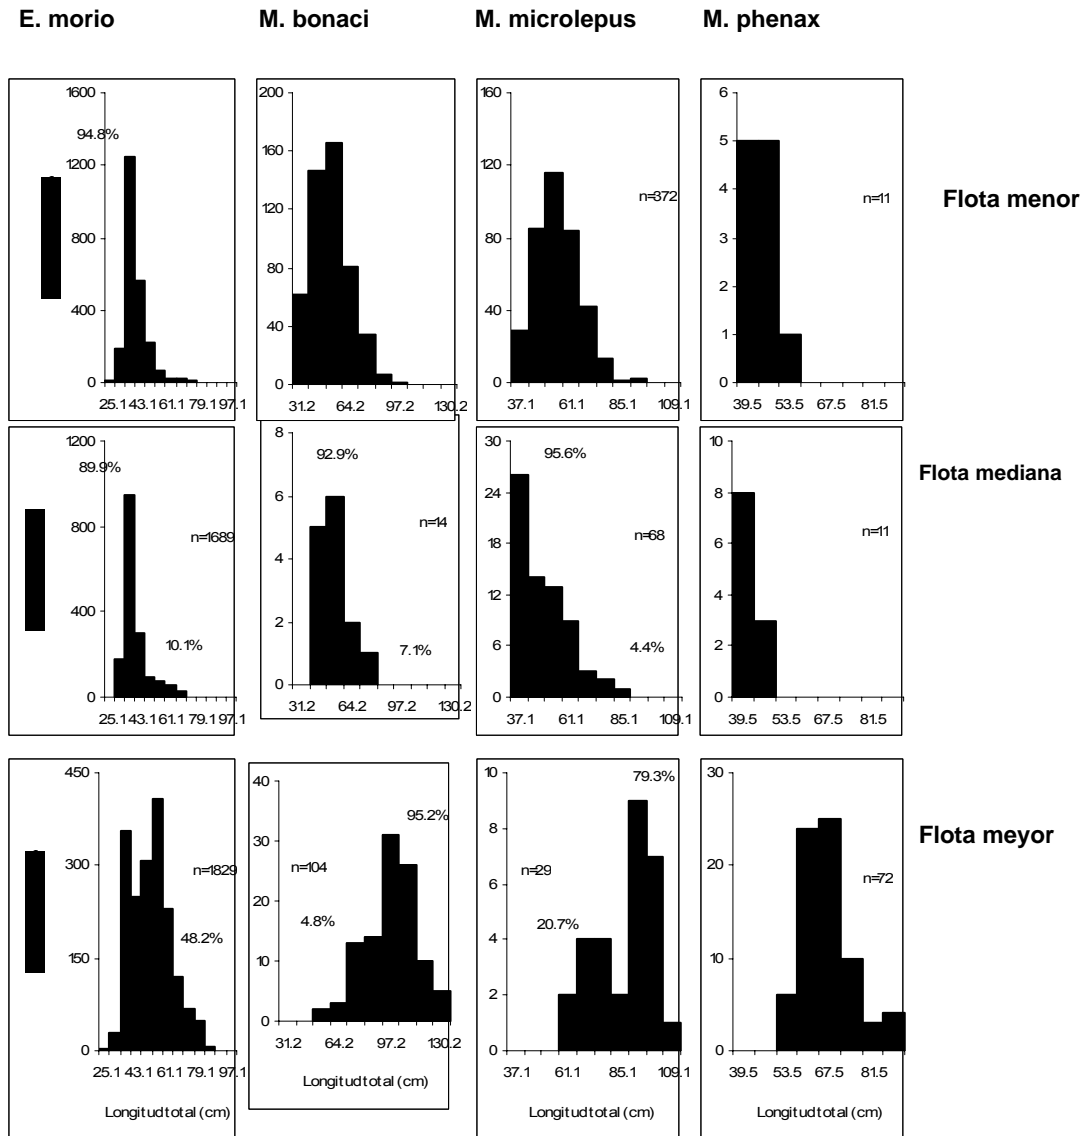 E. morio
M. bonaci
M. microlepus
M. phenax
1600
1200
800
400
0
94.8%
25.1 43.1 61.1 79.1 97.1
200
160
120
80
40
0
31.2 64.2 97.2 130.2
160
120
80
40
0
n=372
37.1 61.1 85.1 109.1
6
5
4
3
2
1
0
n=11
39.5 53.5 67.5 81.5
Flota menor
1200
800
400
0
89.9%
n=1689
10.1%
25.1 43.1 61.1 79.1 97.1
8
6
4
2
0
92.9%
n=14
7.1%
31.2 64.2 97.2 130.2
30
26
22
18
14
10
6
2
95.6%
n=68
4.4%
37.1 61.1 85.1 109.1
10
8
6
4
2
0
n=11
39.5 53.5 67.5 81.5
Flota mediana
450
300
150
0
n=1829
48.2%
25.1 43.1 61.1 79.1 97.1
Longitud total (cm)
40
30
20
10
0
n=104
4.8%
95.2%
31.2 64.2 97.2 130.2
Longitud total (cm)
10
8
6
4
2
0
n=29
20.7%
79.3%
37.1 61.1 85.1 109.1
Longitud total (cm)
30
20
10
0
n=72
39.5 53.5 67.5 81.5
Longitud total (cm)
Flota meyor